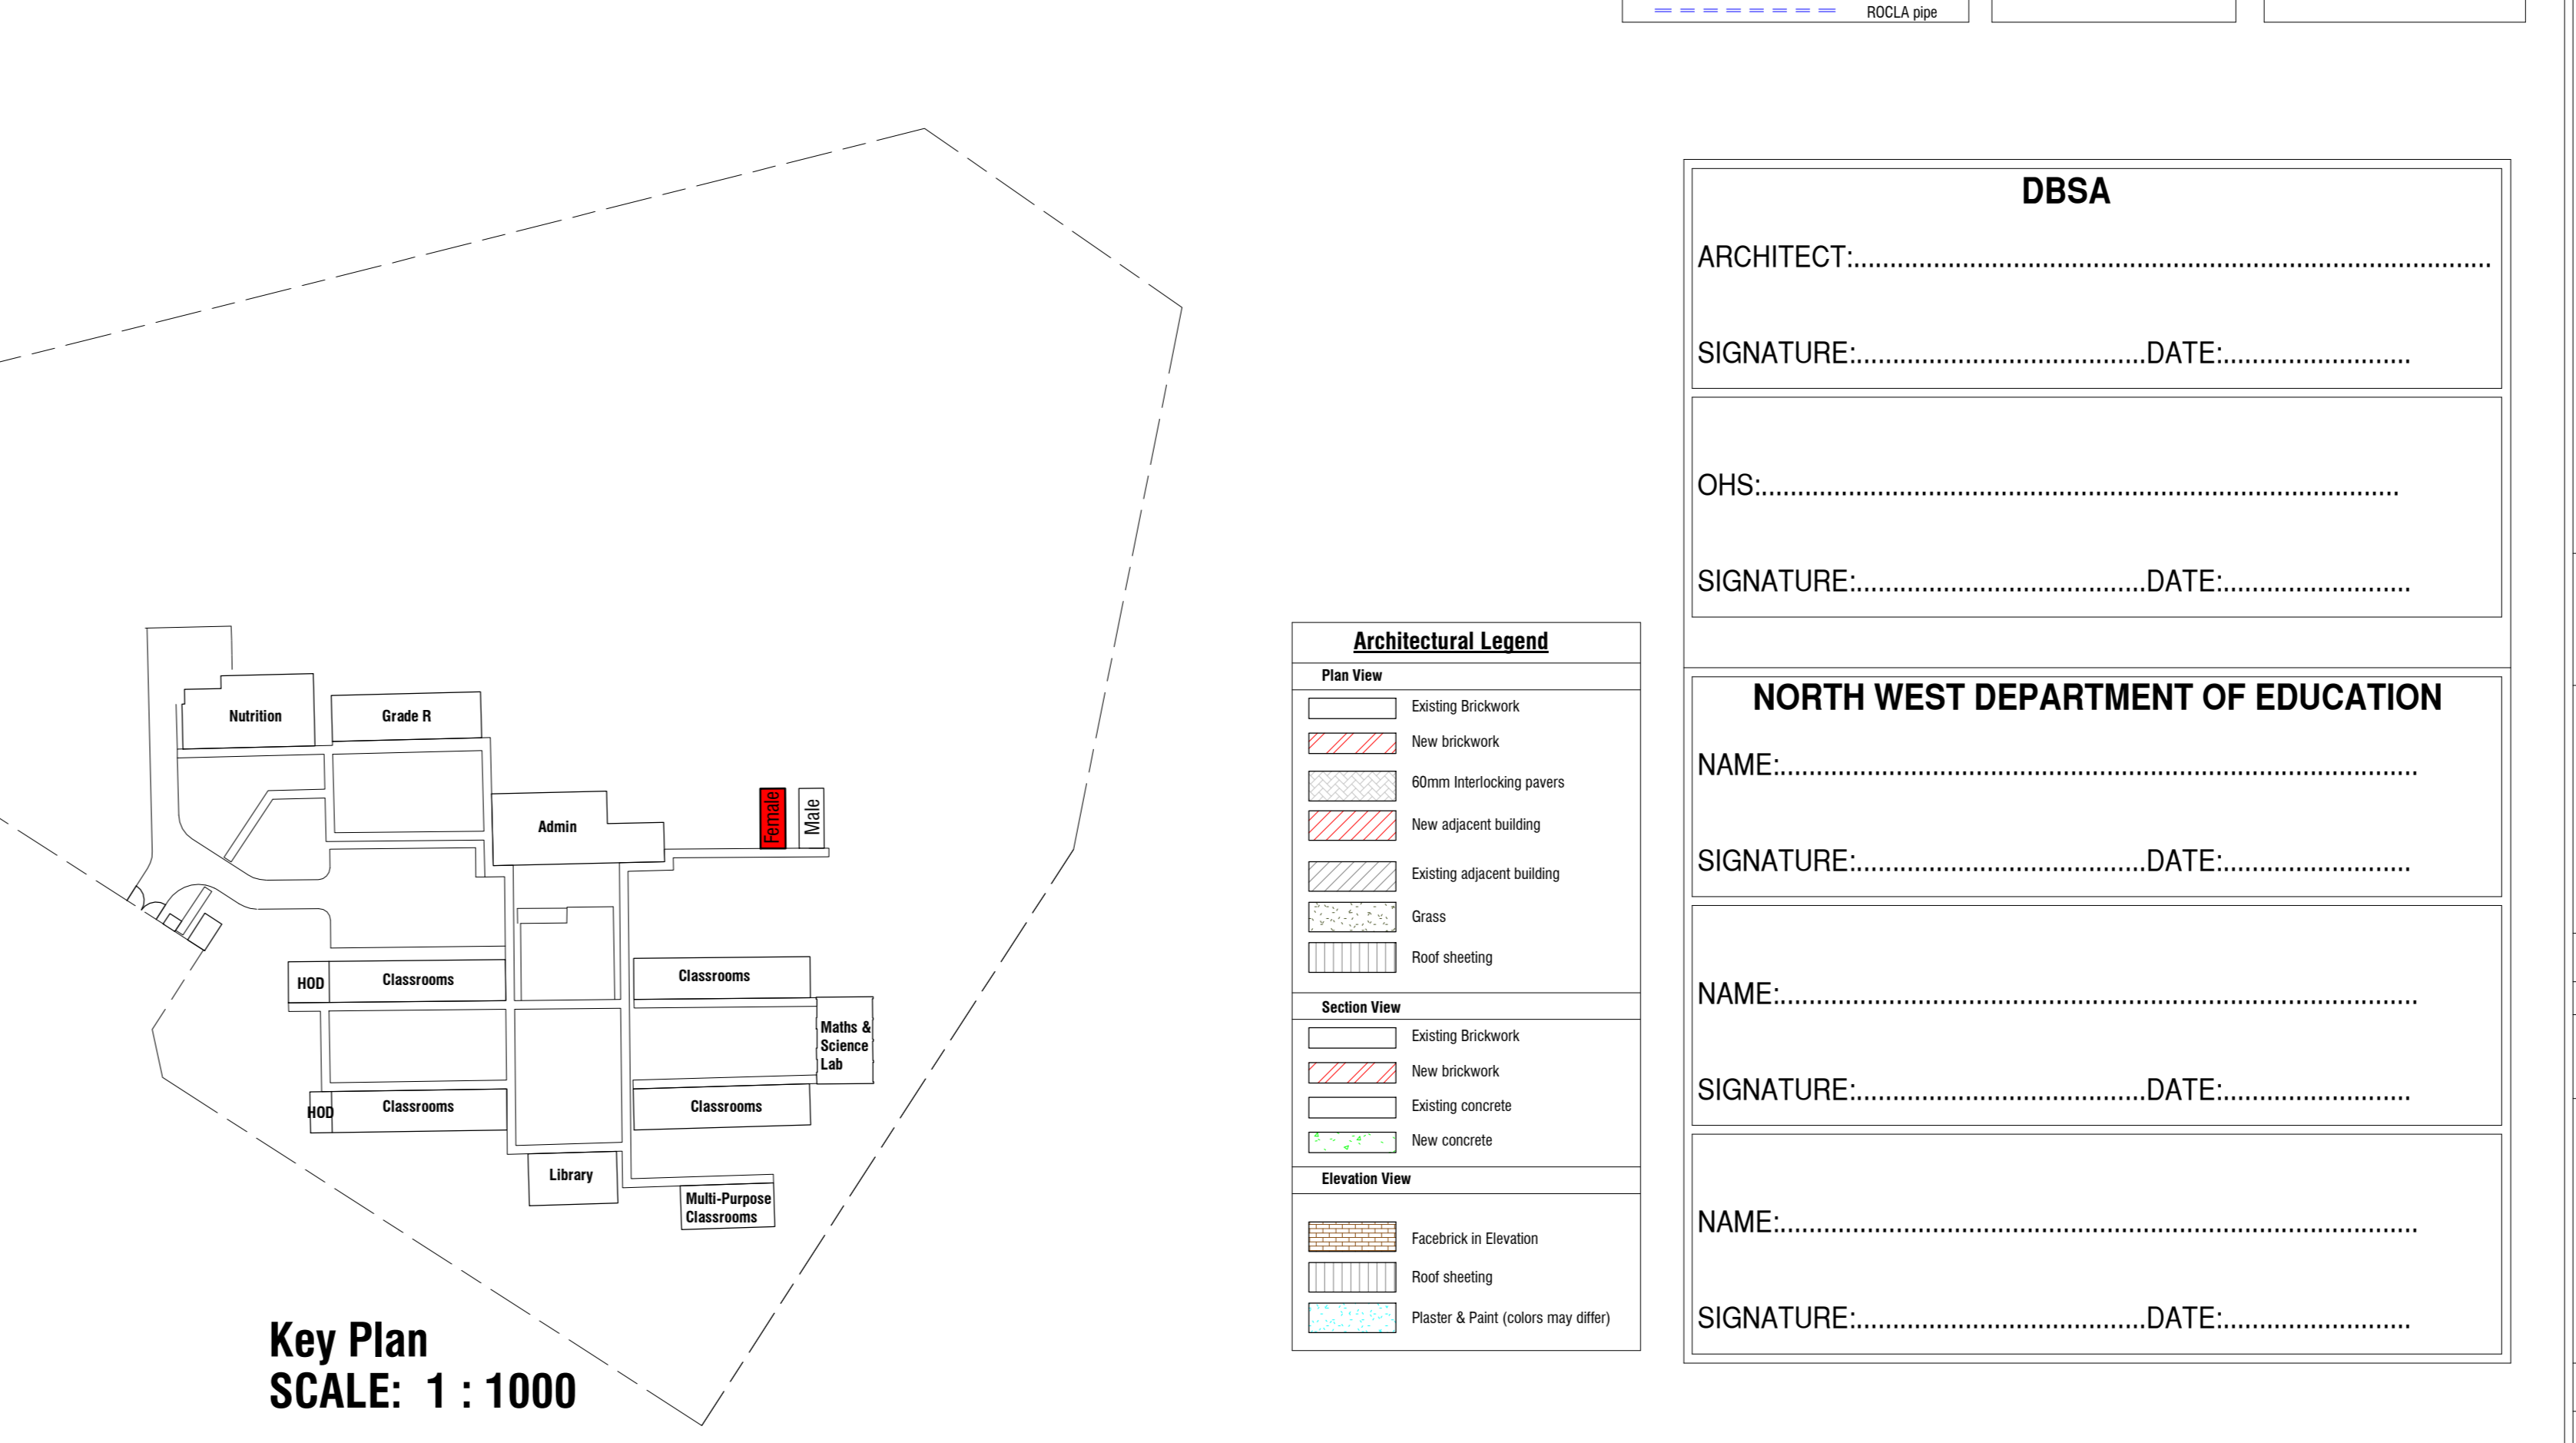 ROCLA pipe
Nutrition
Grade R
Admin
Female
Male
HOD
Classrooms
Classrooms
Maths &
Science
Lab
HOD
Classrooms
Classrooms
Library
Multi-Purpose
Classrooms
Key Plan
SCALE: 1 : 1000
Architectural Legend
Plan View
Existing Brickwork
New brickwork
60mm Interlocking pavers
New adjacent building
Existing adjacent building
Grass
Roof sheeting
Section View
Existing Brickwork
New brickwork
Existing concrete
New concrete
Elevation View
Facebrick in Elevation
Roof sheeting
Plaster & Paint (colors may differ)
DBSA
ARCHITECT:........................................................................................
SIGNATURE:........................................DATE:..........................
OHS:........................................................................................
SIGNATURE:........................................DATE:..........................
NORTH WEST DEPARTMENT OF EDUCATION
NAME:........................................................................................
SIGNATURE:........................................DATE:..........................
NAME:........................................................................................
SIGNATURE:........................................DATE:..........................
NAME:........................................................................................
SIGNATURE:........................................DATE:..........................